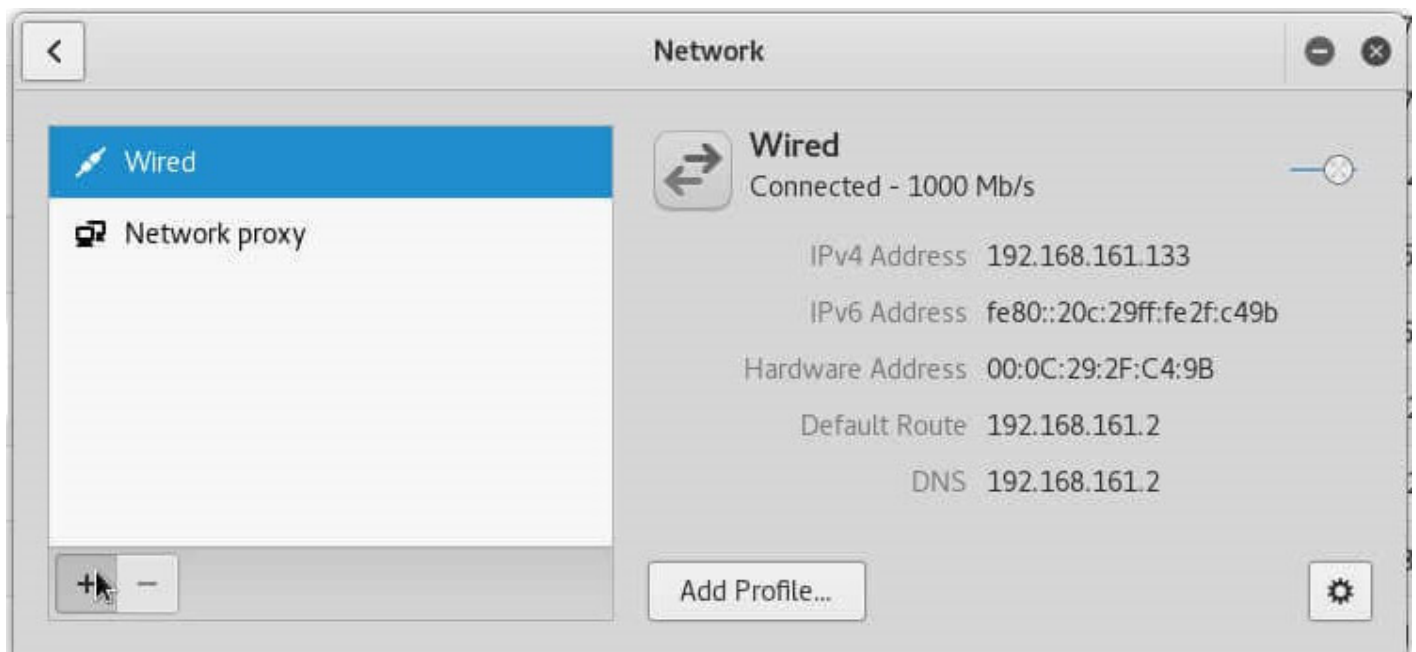 Network
Wired
Network proxy
Wired
Connected - 1000 Mb/s
IPv4 Address 192.168.161.133
IPv6 Address fe80::20c:29ff:fe2f:c49b
Hardware Address 00:0C:29:2F:C4:9B
Default Route 192.168.161.2
DNS 192.168.161.2
Add Profile...